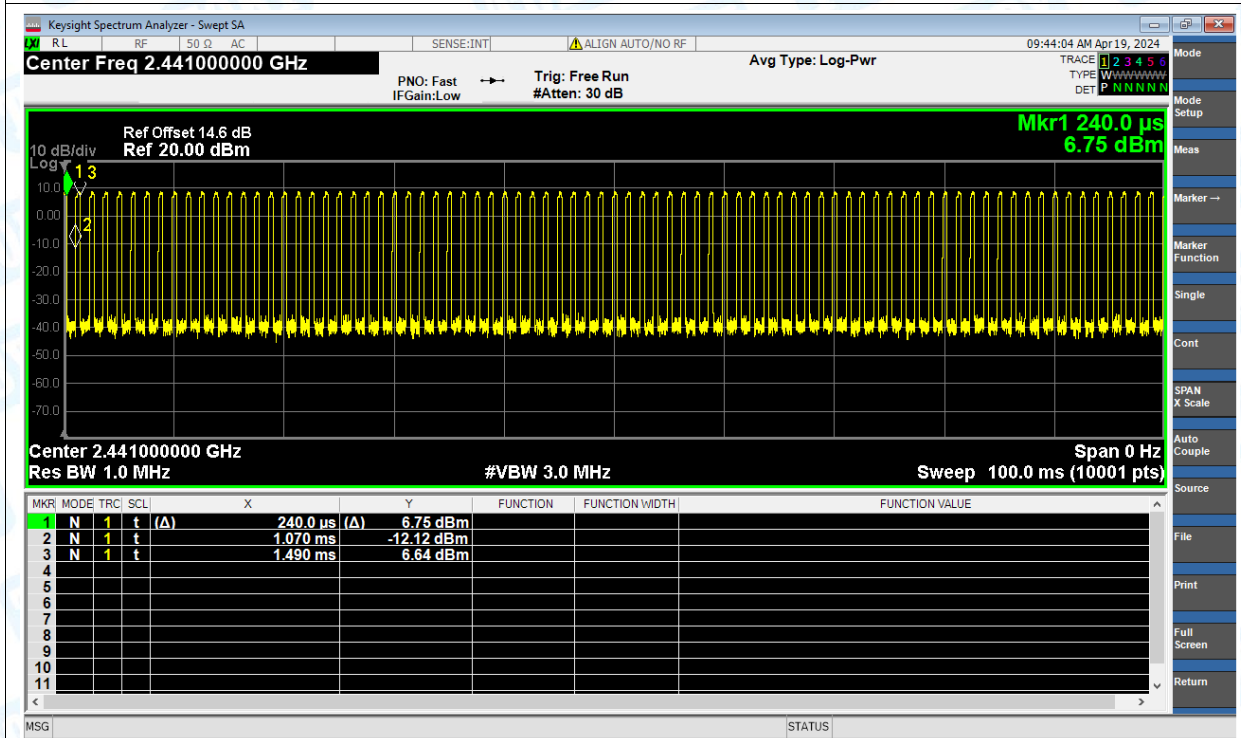 Keysight Spectrum Analyzer - Swept SA
LXI RL RF 50 Ω AC SENSE:INT ALIGN AUTO/NO RF 09:44:04 AM Apr 19, 2024
Center Freq 2.441000000 GHz
Avg Type: Log-Pwr
TRACE 1 2 3 4 5 6
TYPE WWWWWW
DET P N N N N N
PNO: Fast Trig: Free Run
IFGain:Low #Atten: 30 dB
Mkr1 240.0 µs
6.75 dBm
Ref Offset 14.6 dB
10 dB/div Ref 20.00 dBm
Log
1 3
2
10.0
0.00
-10.0
-20.0
-30.0
-40.0
-50.0
-60.0
-70.0
Center 2.441000000 GHz Span 0 Hz
Res BW 1.0 MHz #VBW 3.0 MHz Sweep 100.0 ms (10001 pts)
MKR MODE TRC SCL X Y FUNCTION FUNCTION WIDTH FUNCTION VALUE
1 N 1 t (Δ) 240.0 µs (Δ) 6.75 dBm
2 N 1 t 1.070 ms -12.12 dBm
3 N 1 t 1.490 ms 6.64 dBm
4
5
6
7
8
9
10
11
MSG STATUS
Mode
Mode
Setup
Meas
Marker →
Marker
Function
Single
Cont
SPAN
X Scale
Auto
Couple
Source
File
Print
Full
Screen
Return